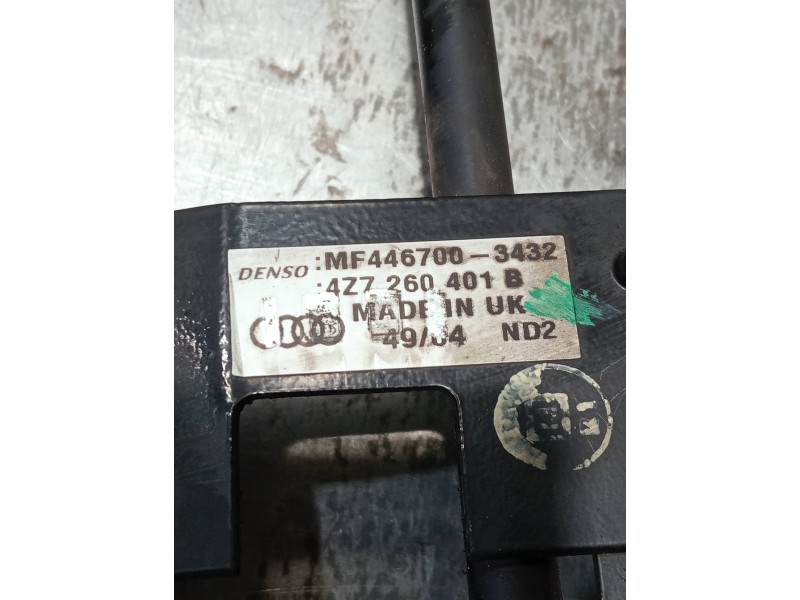 DENSO :MF446700-3432
:4Z7 260 401 B
MADE IN UK
49/04 ND2